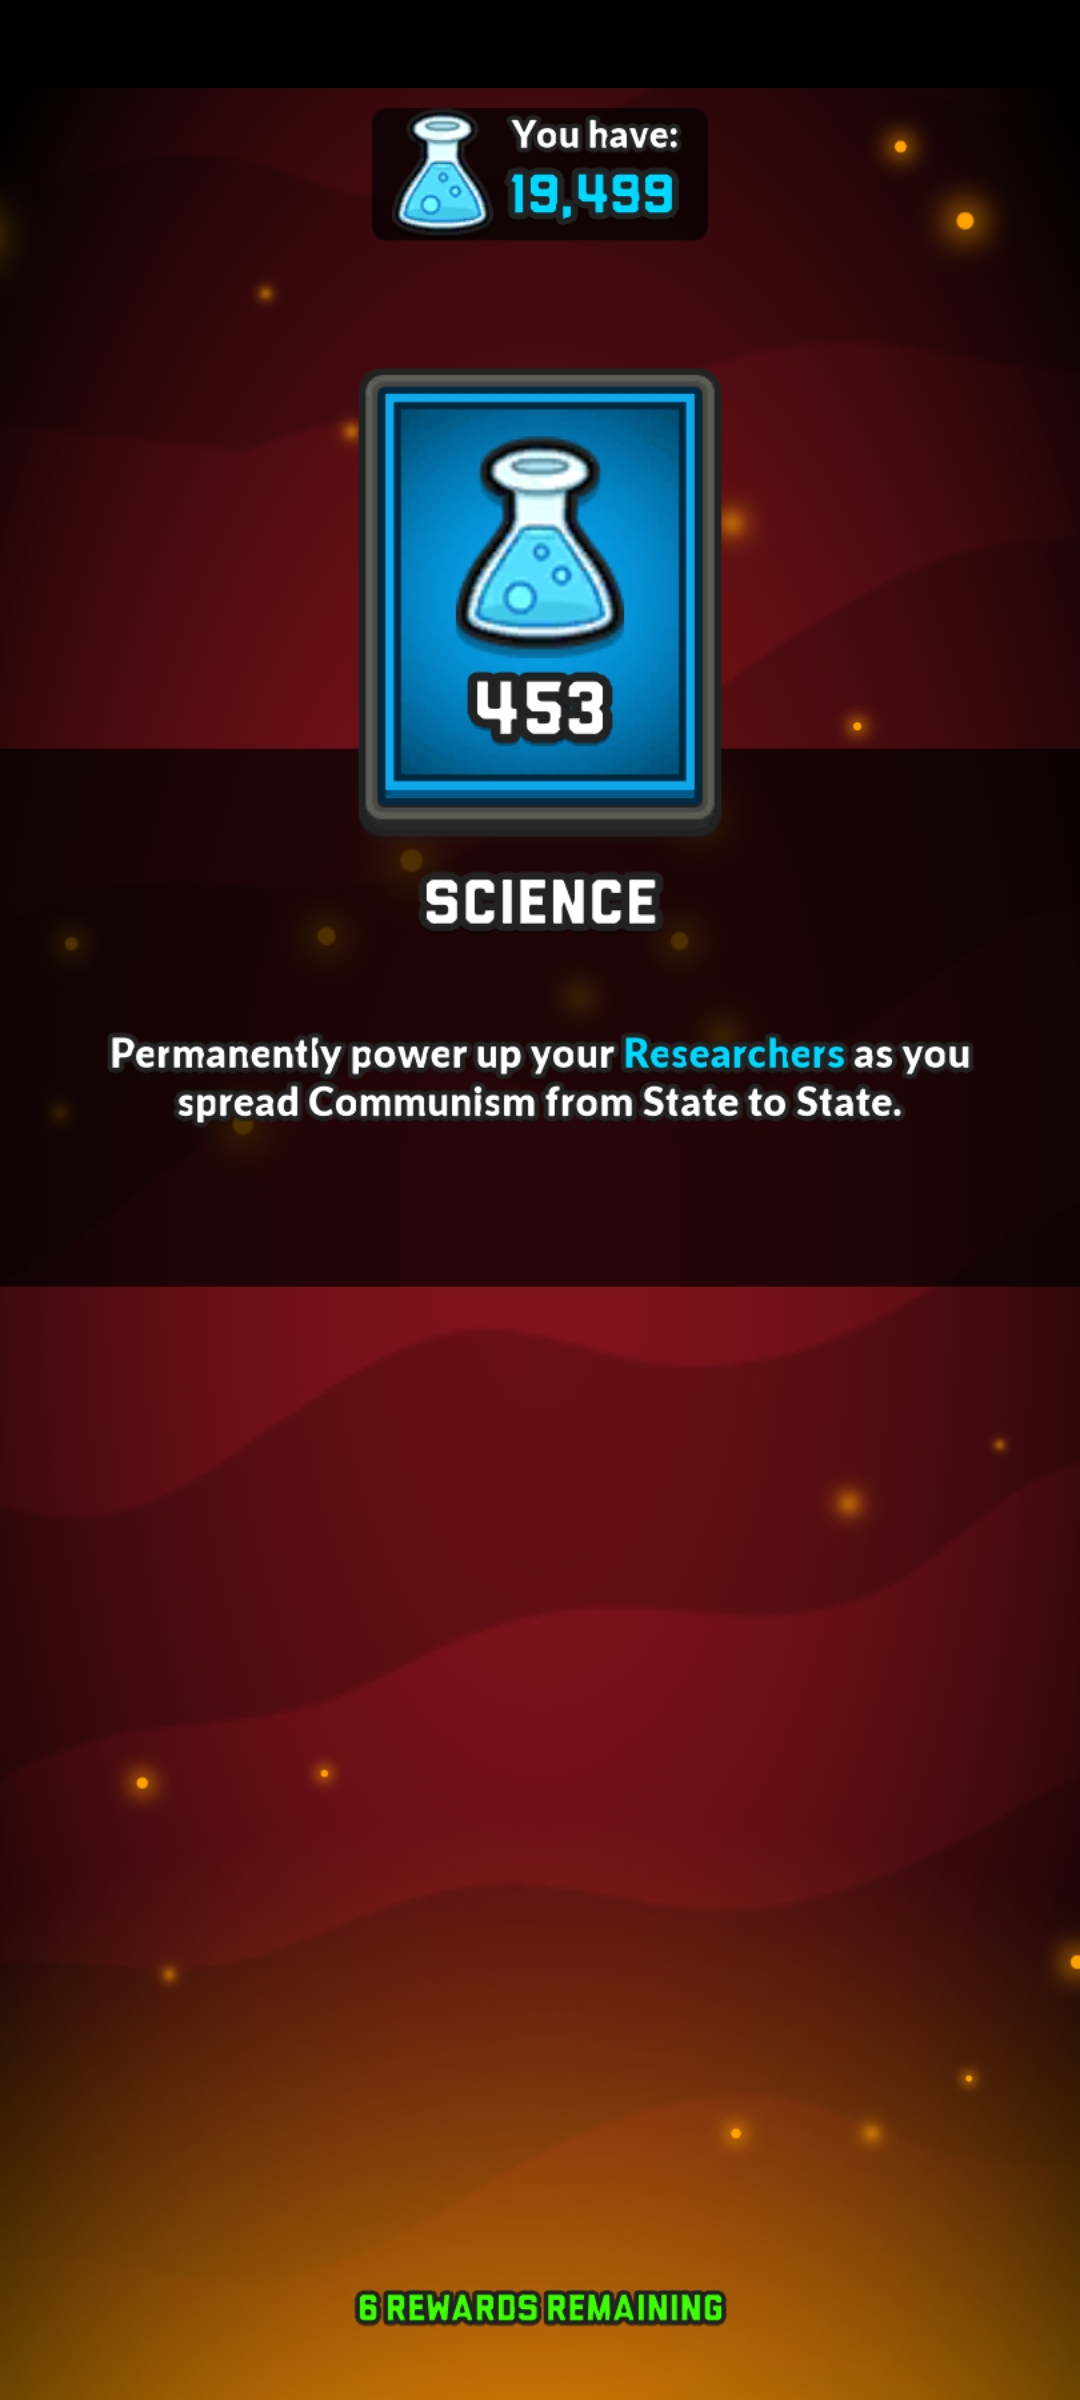 You have:
19,499
453
SCIENCE
Permanently power up your Researchers as you
spread Communism from State to State.
6 REWARDS REMAINING